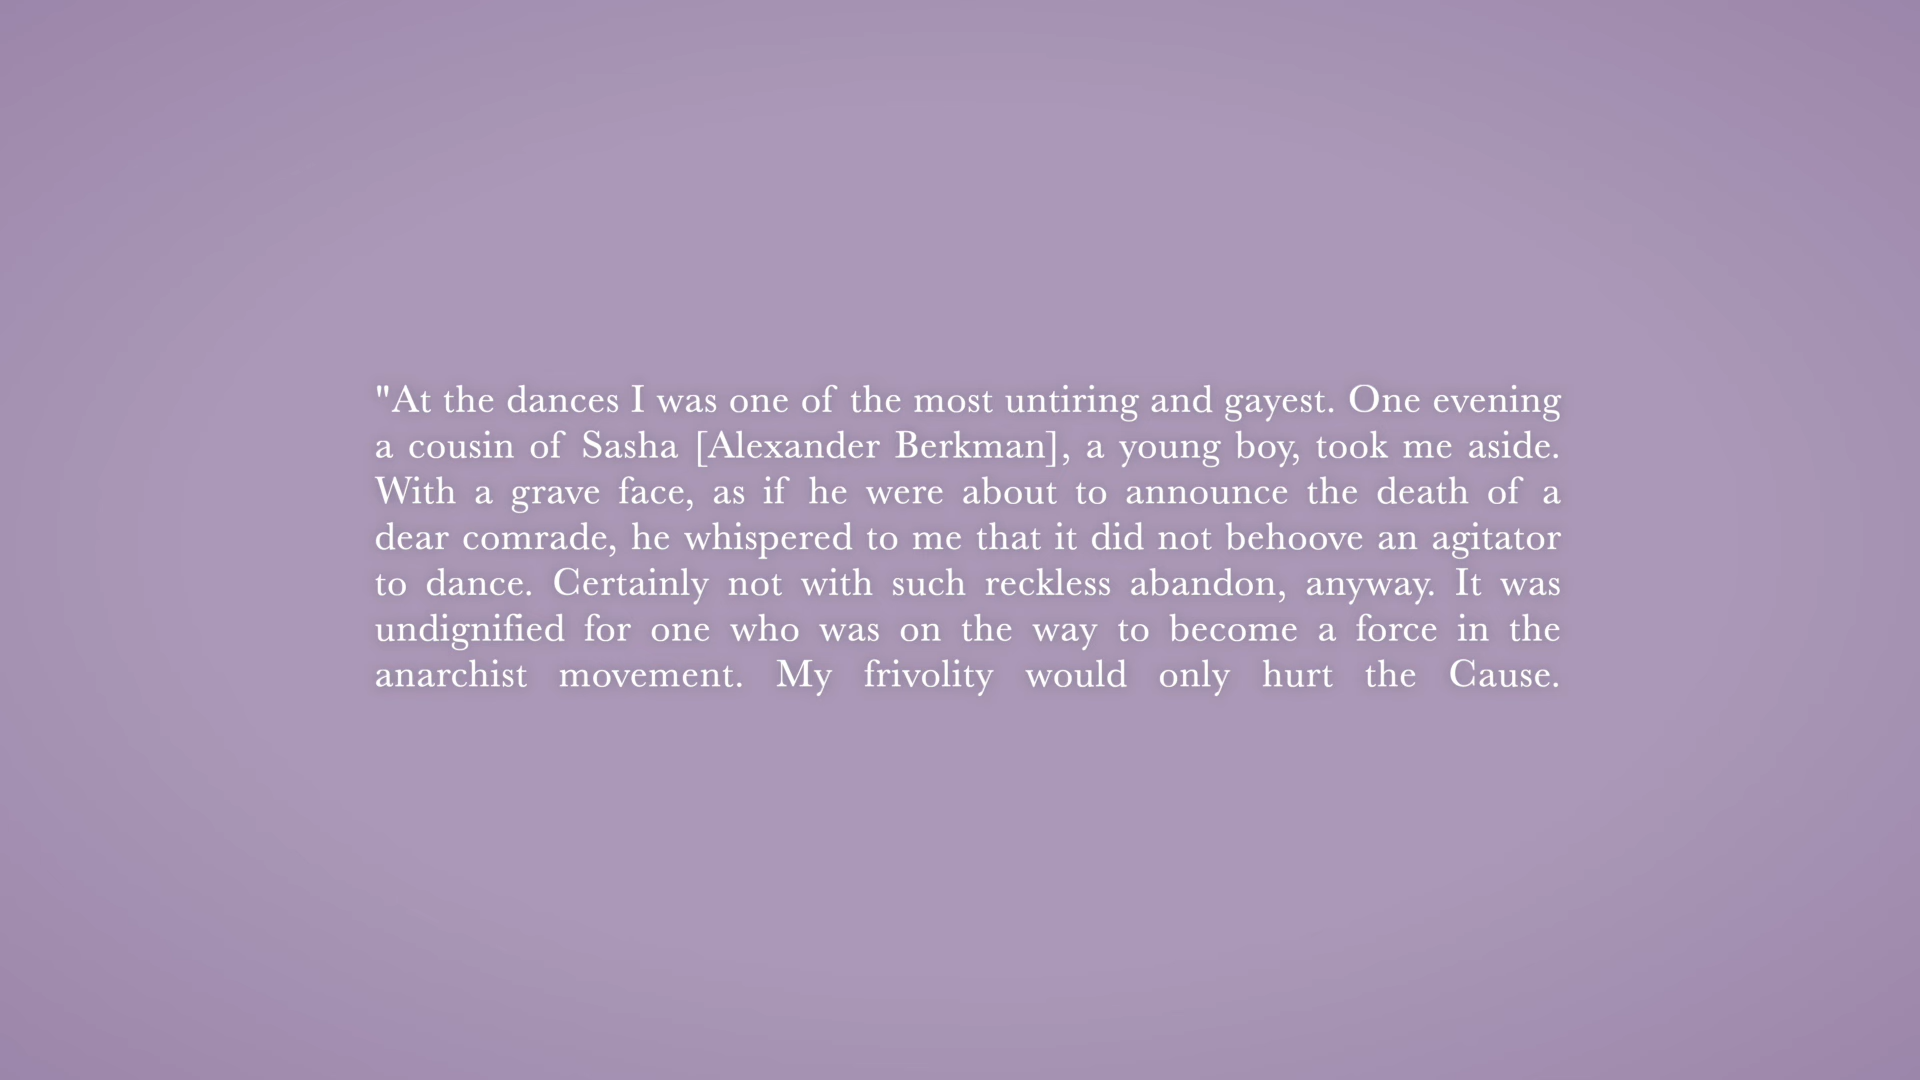 "At the dances I was one of the most untiring and gayest. One evening
a cousin of Sasha [Alexander Berkman], a young boy, took me aside.
With a grave face, as if he were about to announce the death of a
dear comrade, he whispered to me that it did not behoove an agitator
to dance. Certainly not with such reckless abandon, anyway. It was
undignified for one who was on the way to become a force in the
anarchist movement. My frivolity would only hurt the Cause.